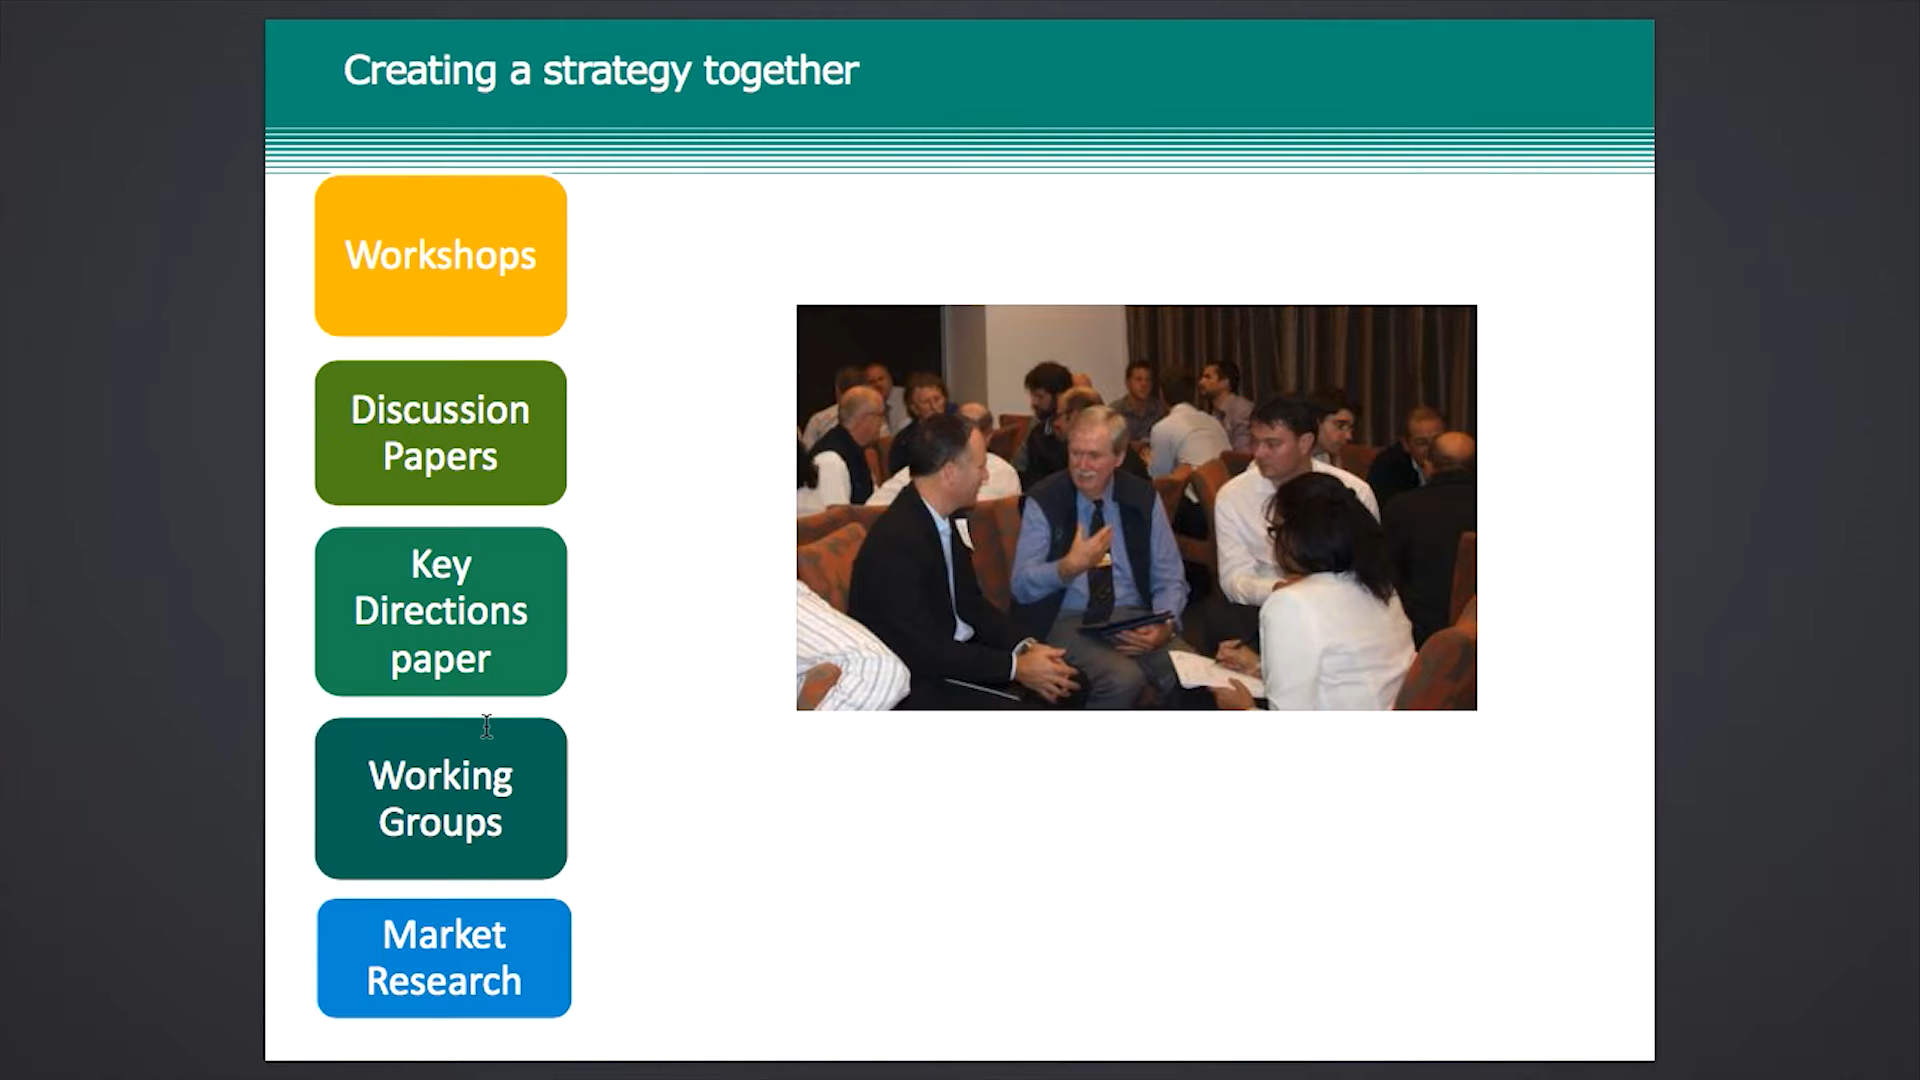 Creating a strategy together
Workshops
Discussion
Papers
Key
Directions
paper
Working
Groups
Market
Research